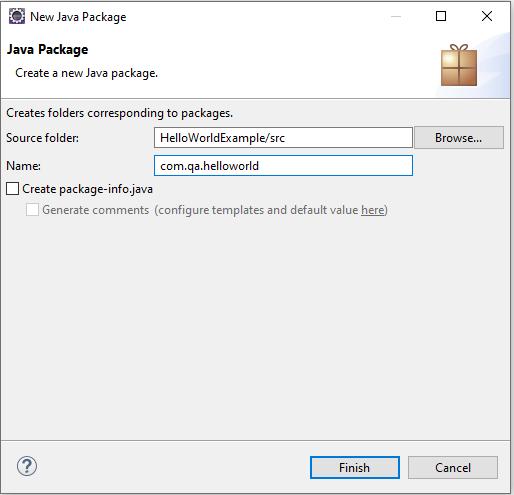 New Java Package
Java Package
Create a new Java package.
Creates folders corresponding to packages.
Source folder: HelloWorldExample/src Browse...
Name: com.qa.helloworld
Create package-info.java
Generate comments (configure templates and default value here)
? Finish Cancel